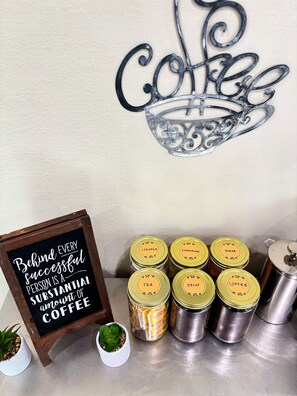 Coffee
Behind EVERY
successful
PERSON IS A
SUBSTANTIAL
amount OF
COFFEE
TEA
DECAF
COFFEE